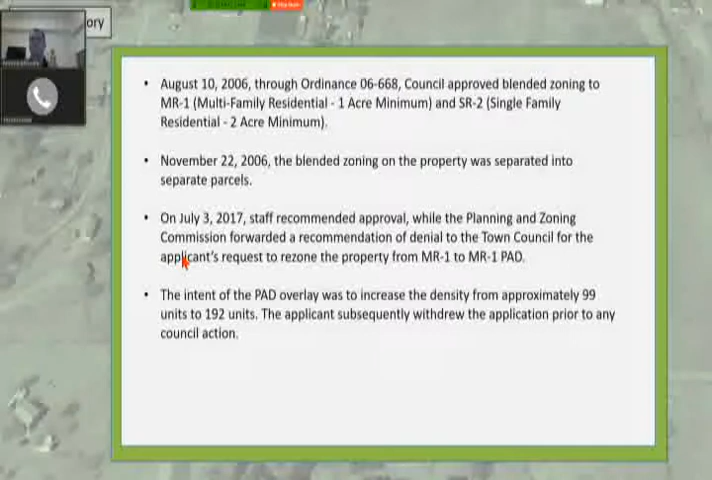 ory
• August 10, 2006, through Ordinance 06-668, Council approved blended zoning to
MR-1 (Multi-Family Residential - 1 Acre Minimum) and SR-2 (Single Family
Residential - 2 Acre Minimum).
• November 22, 2006, the blended zoning on the property was separated into
separate parcels.
• On July 3, 2017, staff recommended approval, while the Planning and Zoning
Commission forwarded a recommendation of denial to the Town Council for the
applicant's request to rezone the property from MR-1 to MR-1 PAD.
• The intent of the PAD overlay was to increase the density from approximately 99
units to 192 units. The applicant subsequently withdrew the application prior to any
council action.